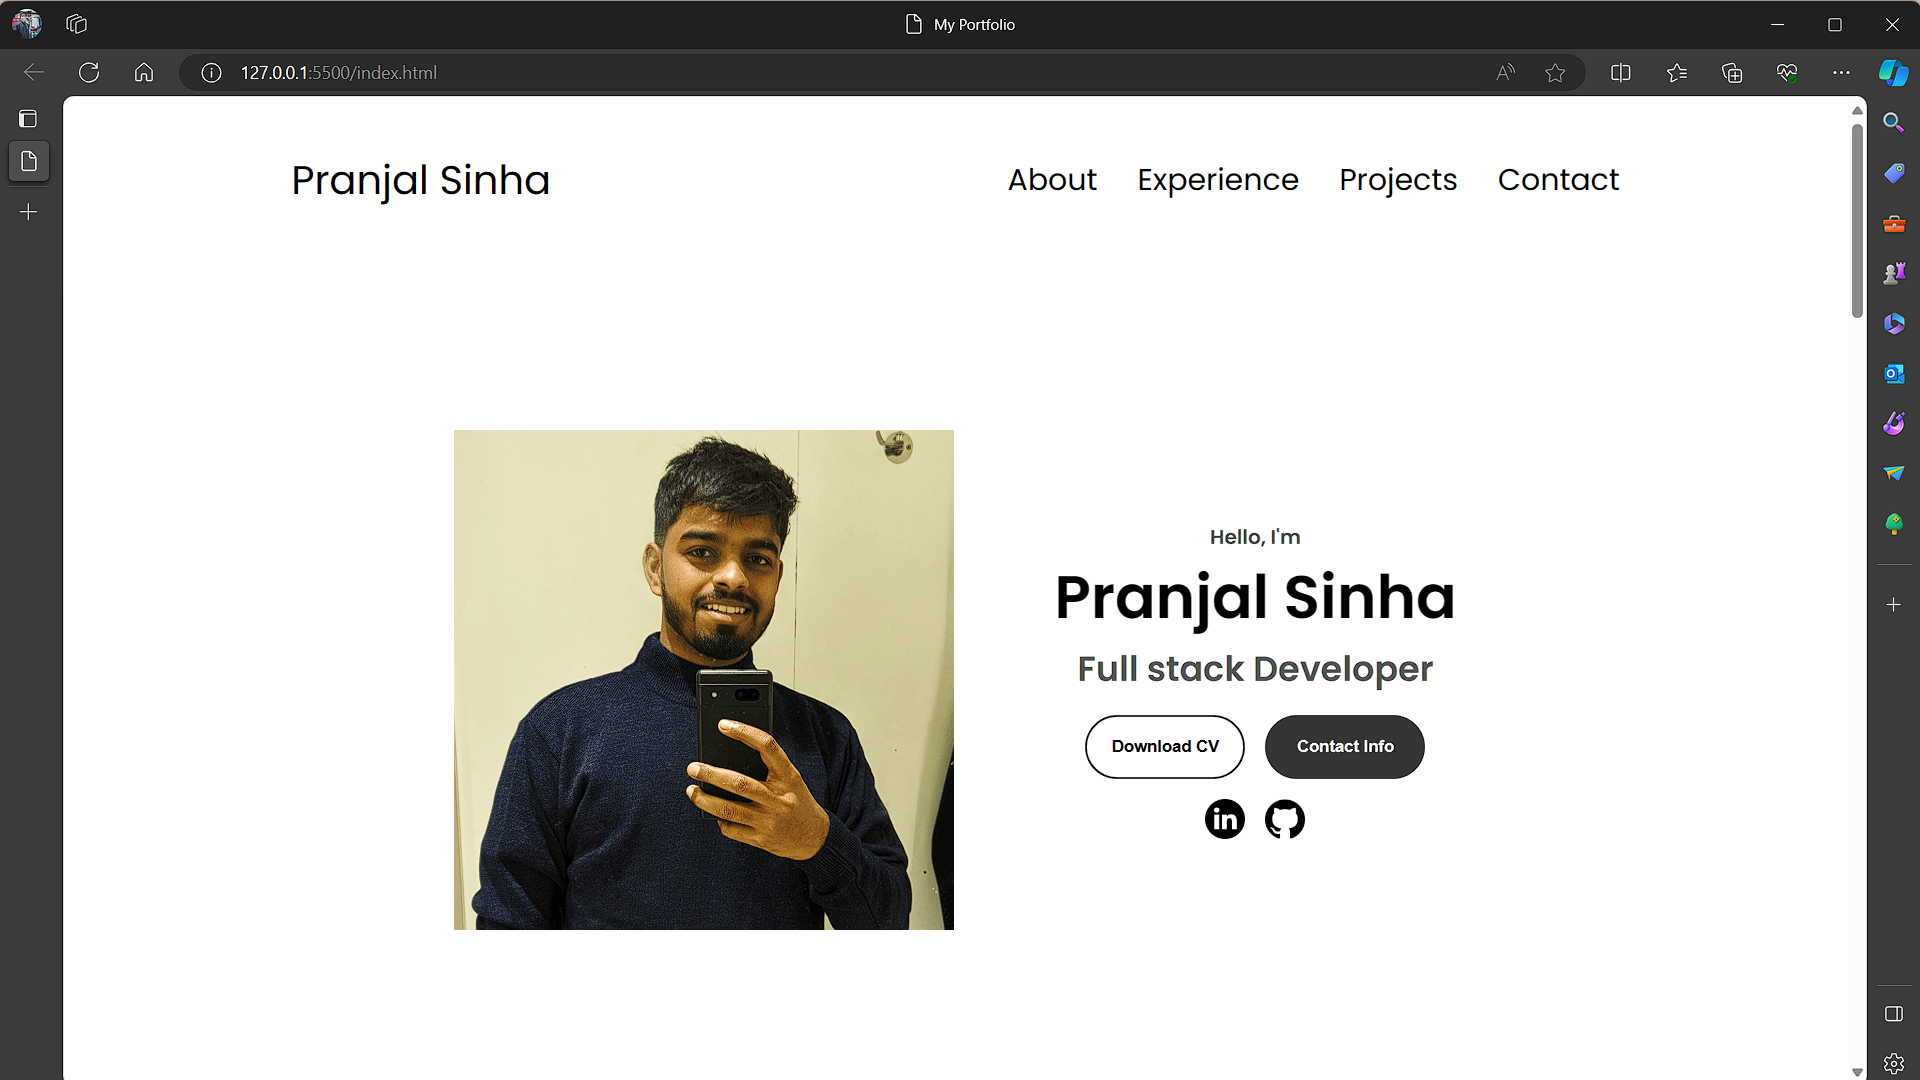 My Portfolio
127.0.0.1:5500/index.html
Pranjal Sinha
About Experience Projects Contact
Hello, I'm
Pranjal Sinha
Full stack Developer
Download CV Contact Info
in